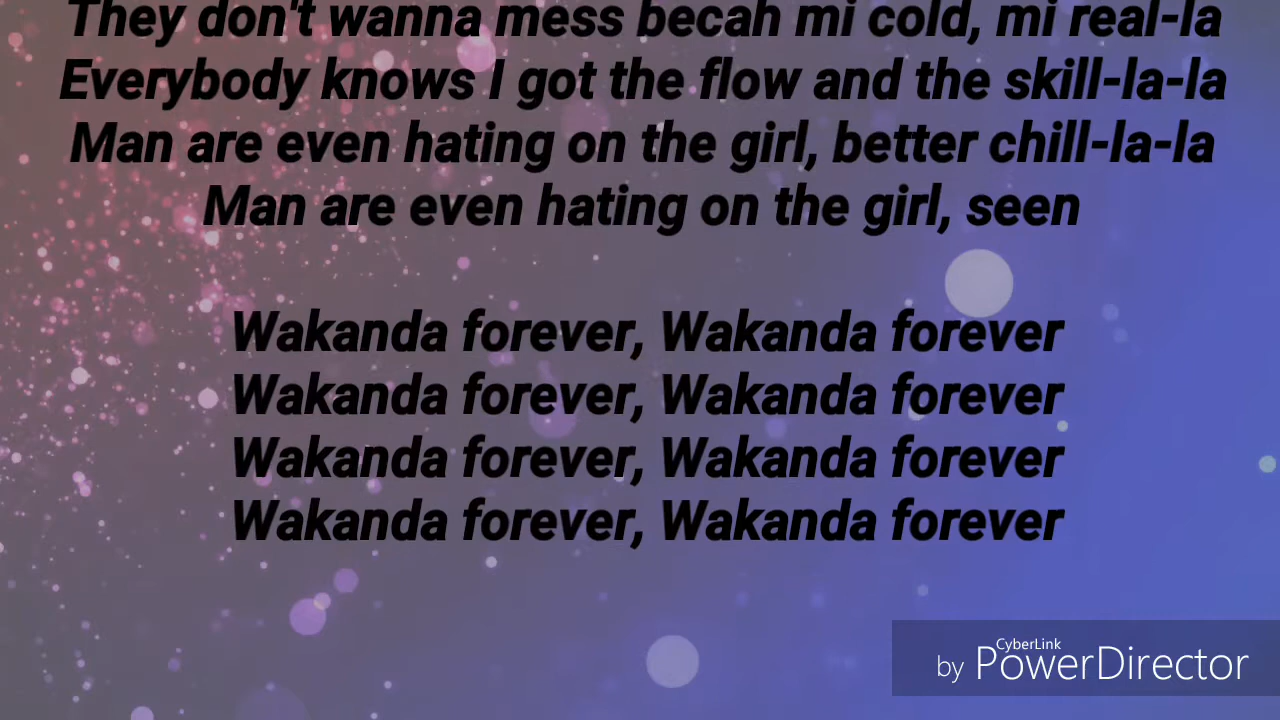 They don't wanna mess becah mi cold, mi real-la
Everybody knows I got the flow and the skill-la-la
Man are even hating on the girl, better chill-la-la
Man are even hating on the girl, seen
Wakanda forever, Wakanda forever
Wakanda forever, Wakanda forever
Wakanda forever, Wakanda forever
Wakanda forever, Wakanda forever
CyberLink
by PowerDirector